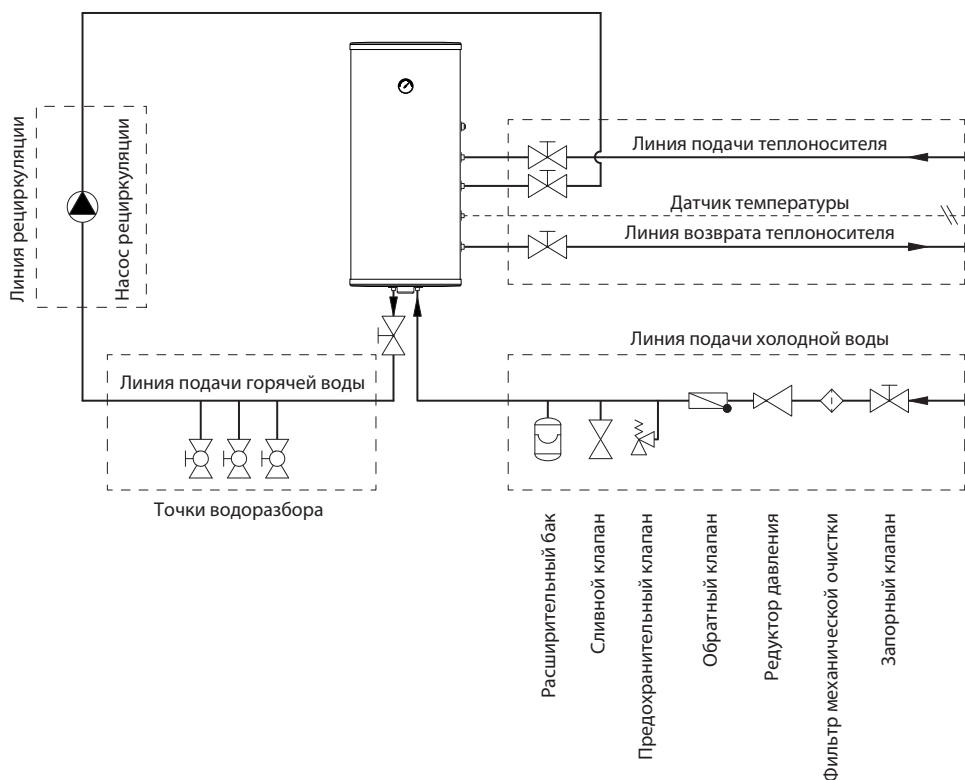 Линия рециркуляции
Насос рециркуляции
Линия подачи теплоносителя
Датчик температуры
Линия возврата теплоносителя
Линия подачи холодной воды
Линия подачи горячей воды
Точки водоразбора
Расширительный бак
Сливной клапан
Предохранительный клапан
Обратный клапан
Редуктор давления
Фильтр механической очистки
Запорный клапан